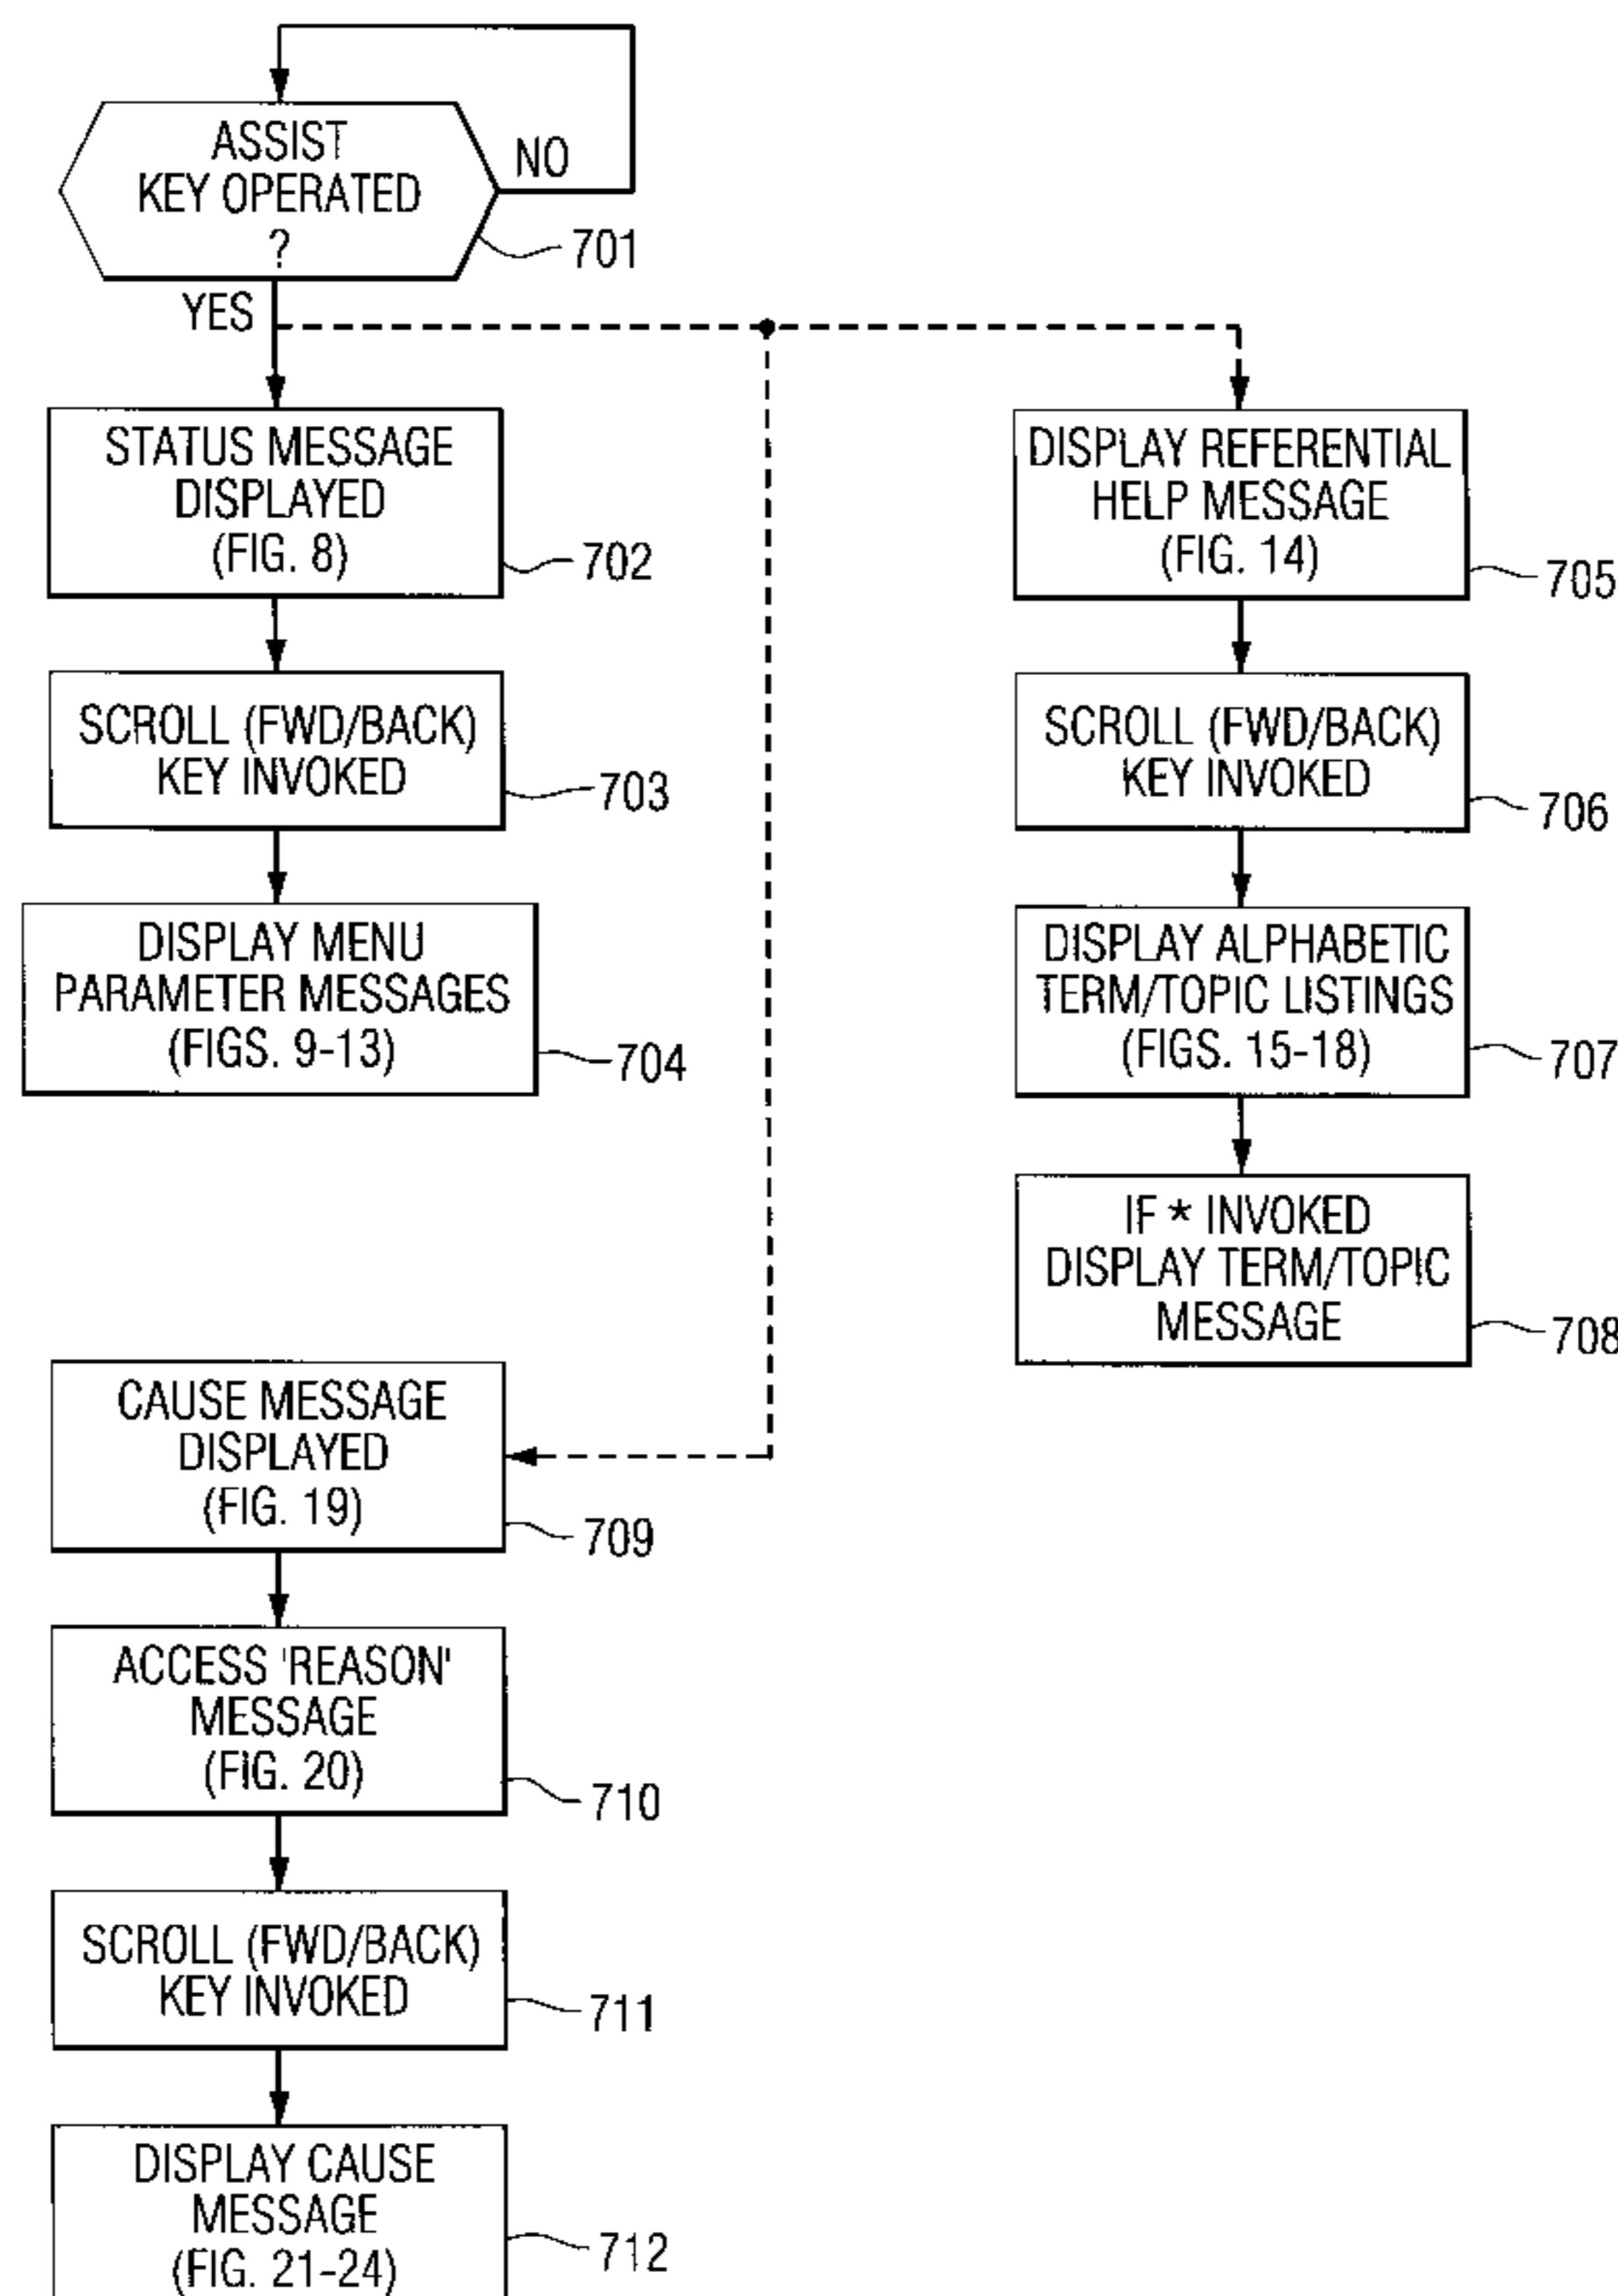 ASSIST
KEY OPERATED
?
NO
701
YES
STATUS MESSAGE
DISPLAYED
(FIG. 8)
702
SCROLL (FWD/BACK)
KEY INVOKED
703
DISPLAY MENU
PARAMETER MESSAGES
(FIGS. 9-13)
704
DISPLAY REFERENTIAL
HELP MESSAGE
(FIG. 14)
705
SCROLL (FWD/BACK)
KEY INVOKED
706
DISPLAY ALPHABETIC
TERM/TOPIC LISTINGS
(FIGS. 15-18)
707
IF * INVOKED
DISPLAY TERM/TOPIC
MESSAGE
708
CAUSE MESSAGE
DISPLAYED
(FIG. 19)
709
ACCESS 'REASON'
MESSAGE
(FIG. 20)
710
SCROLL (FWD/BACK)
KEY INVOKED
711
DISPLAY CAUSE
MESSAGE
(FIG. 21-24)
712